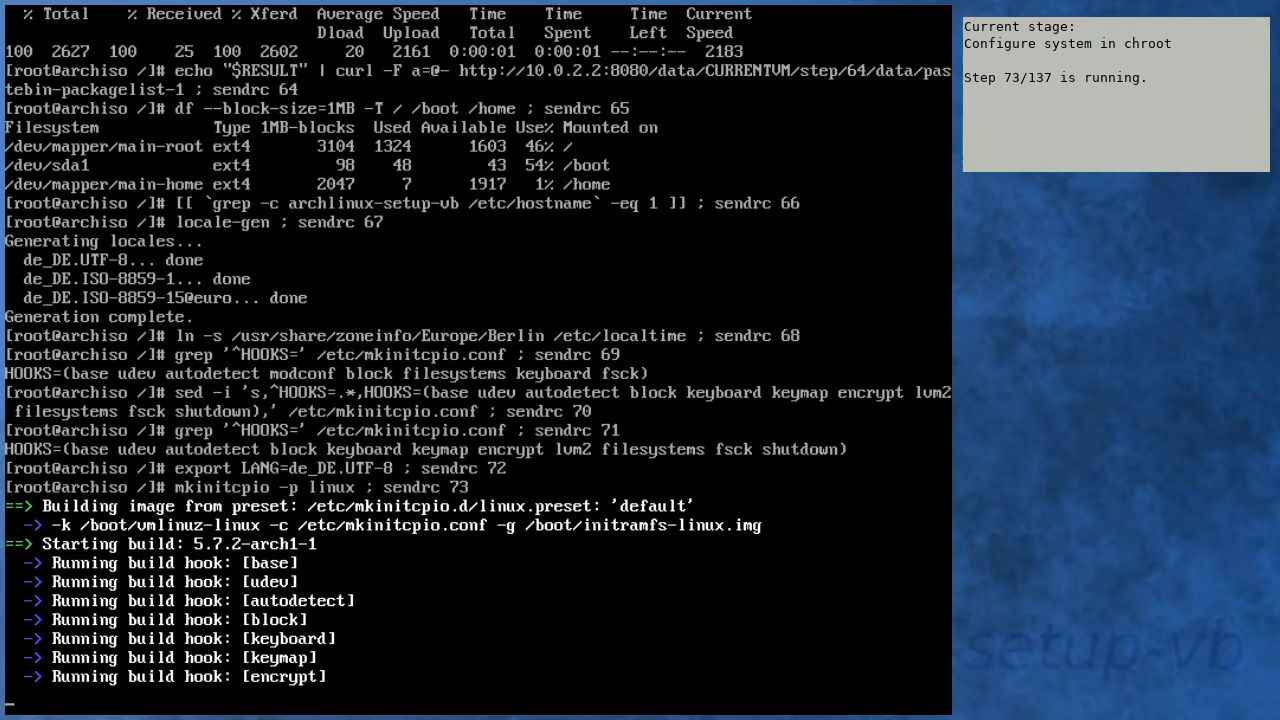 % Total    % Received % Xferd  Average Speed   Time    Time     Time  Current
                                 Dload  Upload   Total   Spent    Left  Speed
100  2627  100    25  100  2602     20   2161  0:00:01  0:00:01 --:--:--  2183
[root@archiso /]# echo "$RESULT" | curl -F a=@- http://10.0.2.2:8080/data/CURRENTVM/step/64/data/pas
tebin-packagelist-1 ; sendrc 64
[root@archiso /]# df --block-size=1MB -T / /boot /home ; sendrc 65
Filesystem            Type 1MB-blocks  Used Available Use% Mounted on
/dev/mapper/main-root ext4       3104  1324      1603  46% /
/dev/sda1             ext4         98    48        43  54% /boot
/dev/mapper/main-home ext4       2047     7      1917   1% /home
[root@archiso /]# [[ `grep -c archlinux-setup-vb /etc/hostname` -eq 1 ]] ; sendrc 66
[root@archiso /]# locale-gen ; sendrc 67
Generating locales...
  de_DE.UTF-8... done
  de_DE.ISO-8859-1... done
  de_DE.ISO-8859-15@euro... done
Generation complete.
[root@archiso /]# ln -s /usr/share/zoneinfo/Europe/Berlin /etc/localtime ; sendrc 68
[root@archiso /]# grep '^HOOKS=' /etc/mkinitcpio.conf ; sendrc 69
HOOKS=(base udev autodetect modconf block filesystems keyboard fsck)
[root@archiso /]# sed -i 's,^HOOKS=.*,HOOKS=(base udev autodetect block keyboard keymap encrypt lvm2
 filesystems fsck shutdown),' /etc/mkinitcpio.conf ; sendrc 70
[root@archiso /]# grep '^HOOKS=' /etc/mkinitcpio.conf ; sendrc 71
HOOKS=(base udev autodetect block keyboard keymap encrypt lvm2 filesystems fsck shutdown)
[root@archiso /]# export LANG=de_DE.UTF-8 ; sendrc 72
[root@archiso /]# mkinitcpio -p linux ; sendrc 73
==> Building image from preset: /etc/mkinitcpio.d/linux.preset: 'default'
  -> -k /boot/vmlinuz-linux -c /etc/mkinitcpio.conf -g /boot/initramfs-linux.img
==> Starting build: 5.7.2-arch1-1
  -> Running build hook: [base]
  -> Running build hook: [udev]
  -> Running build hook: [autodetect]
  -> Running build hook: [block]
  -> Running build hook: [keyboard]
  -> Running build hook: [keymap]
  -> Running build hook: [encrypt]
Current stage:
Configure system in chroot
Step 73/137 is running.
setup-vb